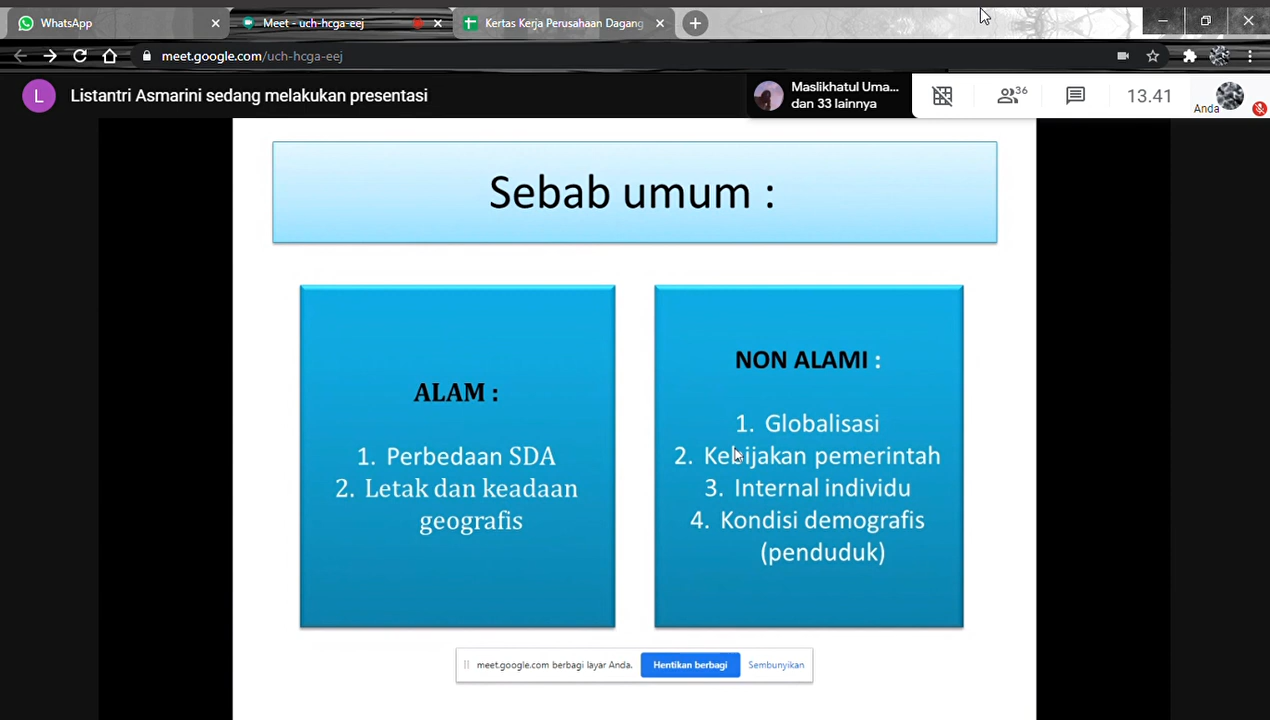 WhatsApp
Meet - uch-hcga-eej
Kertas Kerja Perusahaan Dagang
meet.google.com/uch-hcga-eej
L
Listantri Asmarini sedang melakukan presentasi
Maslikhatul Uma...
dan 33 lainnya
36
13.41
Anda
Sebab umum :
ALAM :
1. Perbedaan SDA
2. Letak dan keadaan
geografis
NON ALAMI :
1. Globalisasi
2. Kebijakan pemerintah
3. Internal individu
4. Kondisi demografis
(penduduk)
meet.google.com berbagi layar Anda.
Hentikan berbagi
Sembunyikan